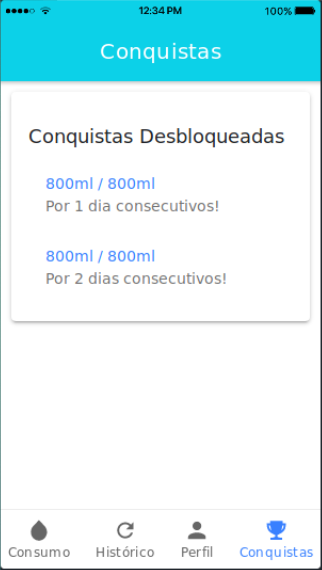 12:34 PM
100%
Conquistas
Conquistas Desbloqueadas
800ml / 800ml
Por 1 dia consecutivos!
800ml / 800ml
Por 2 dias consecutivos!
Consumo Histórico Perfil Conquistas